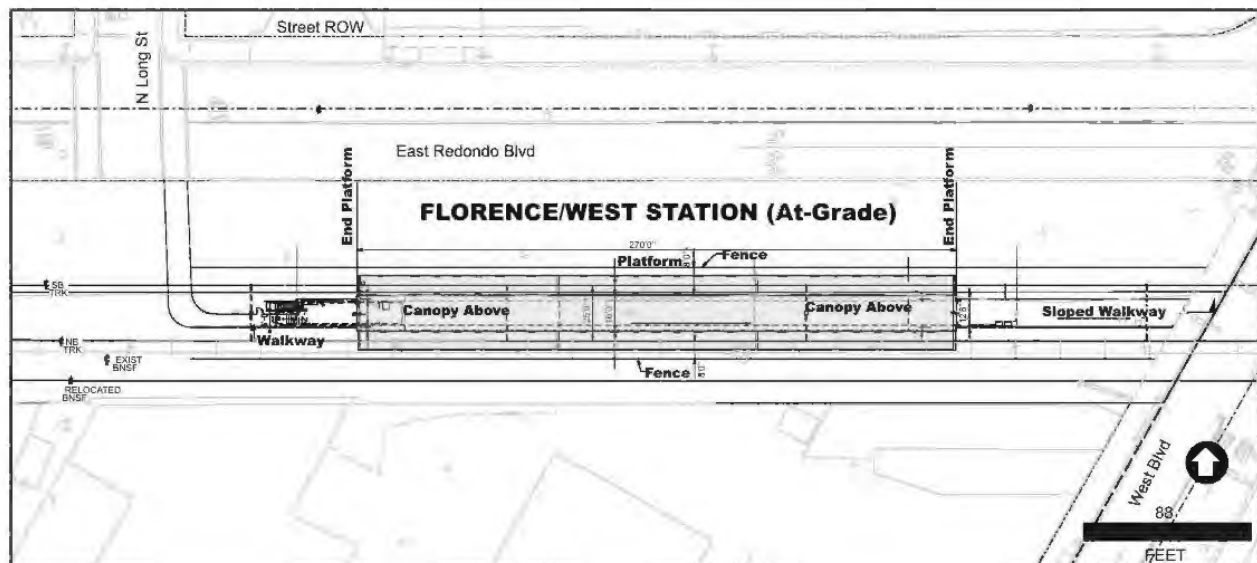 Street ROW
N Long St
East Redondo Blvd
End Platform
FLORENCE/WEST STATION (At-Grade)
End Platform
270'0"
Platform
Fence
SB
TRK
Canopy Above
Canopy Above
Sloped Walkway
Walkway
NB
TRK
EXIST
BNSF
Fence
RELOCATED
BNSF
West Blvd
88
FEET